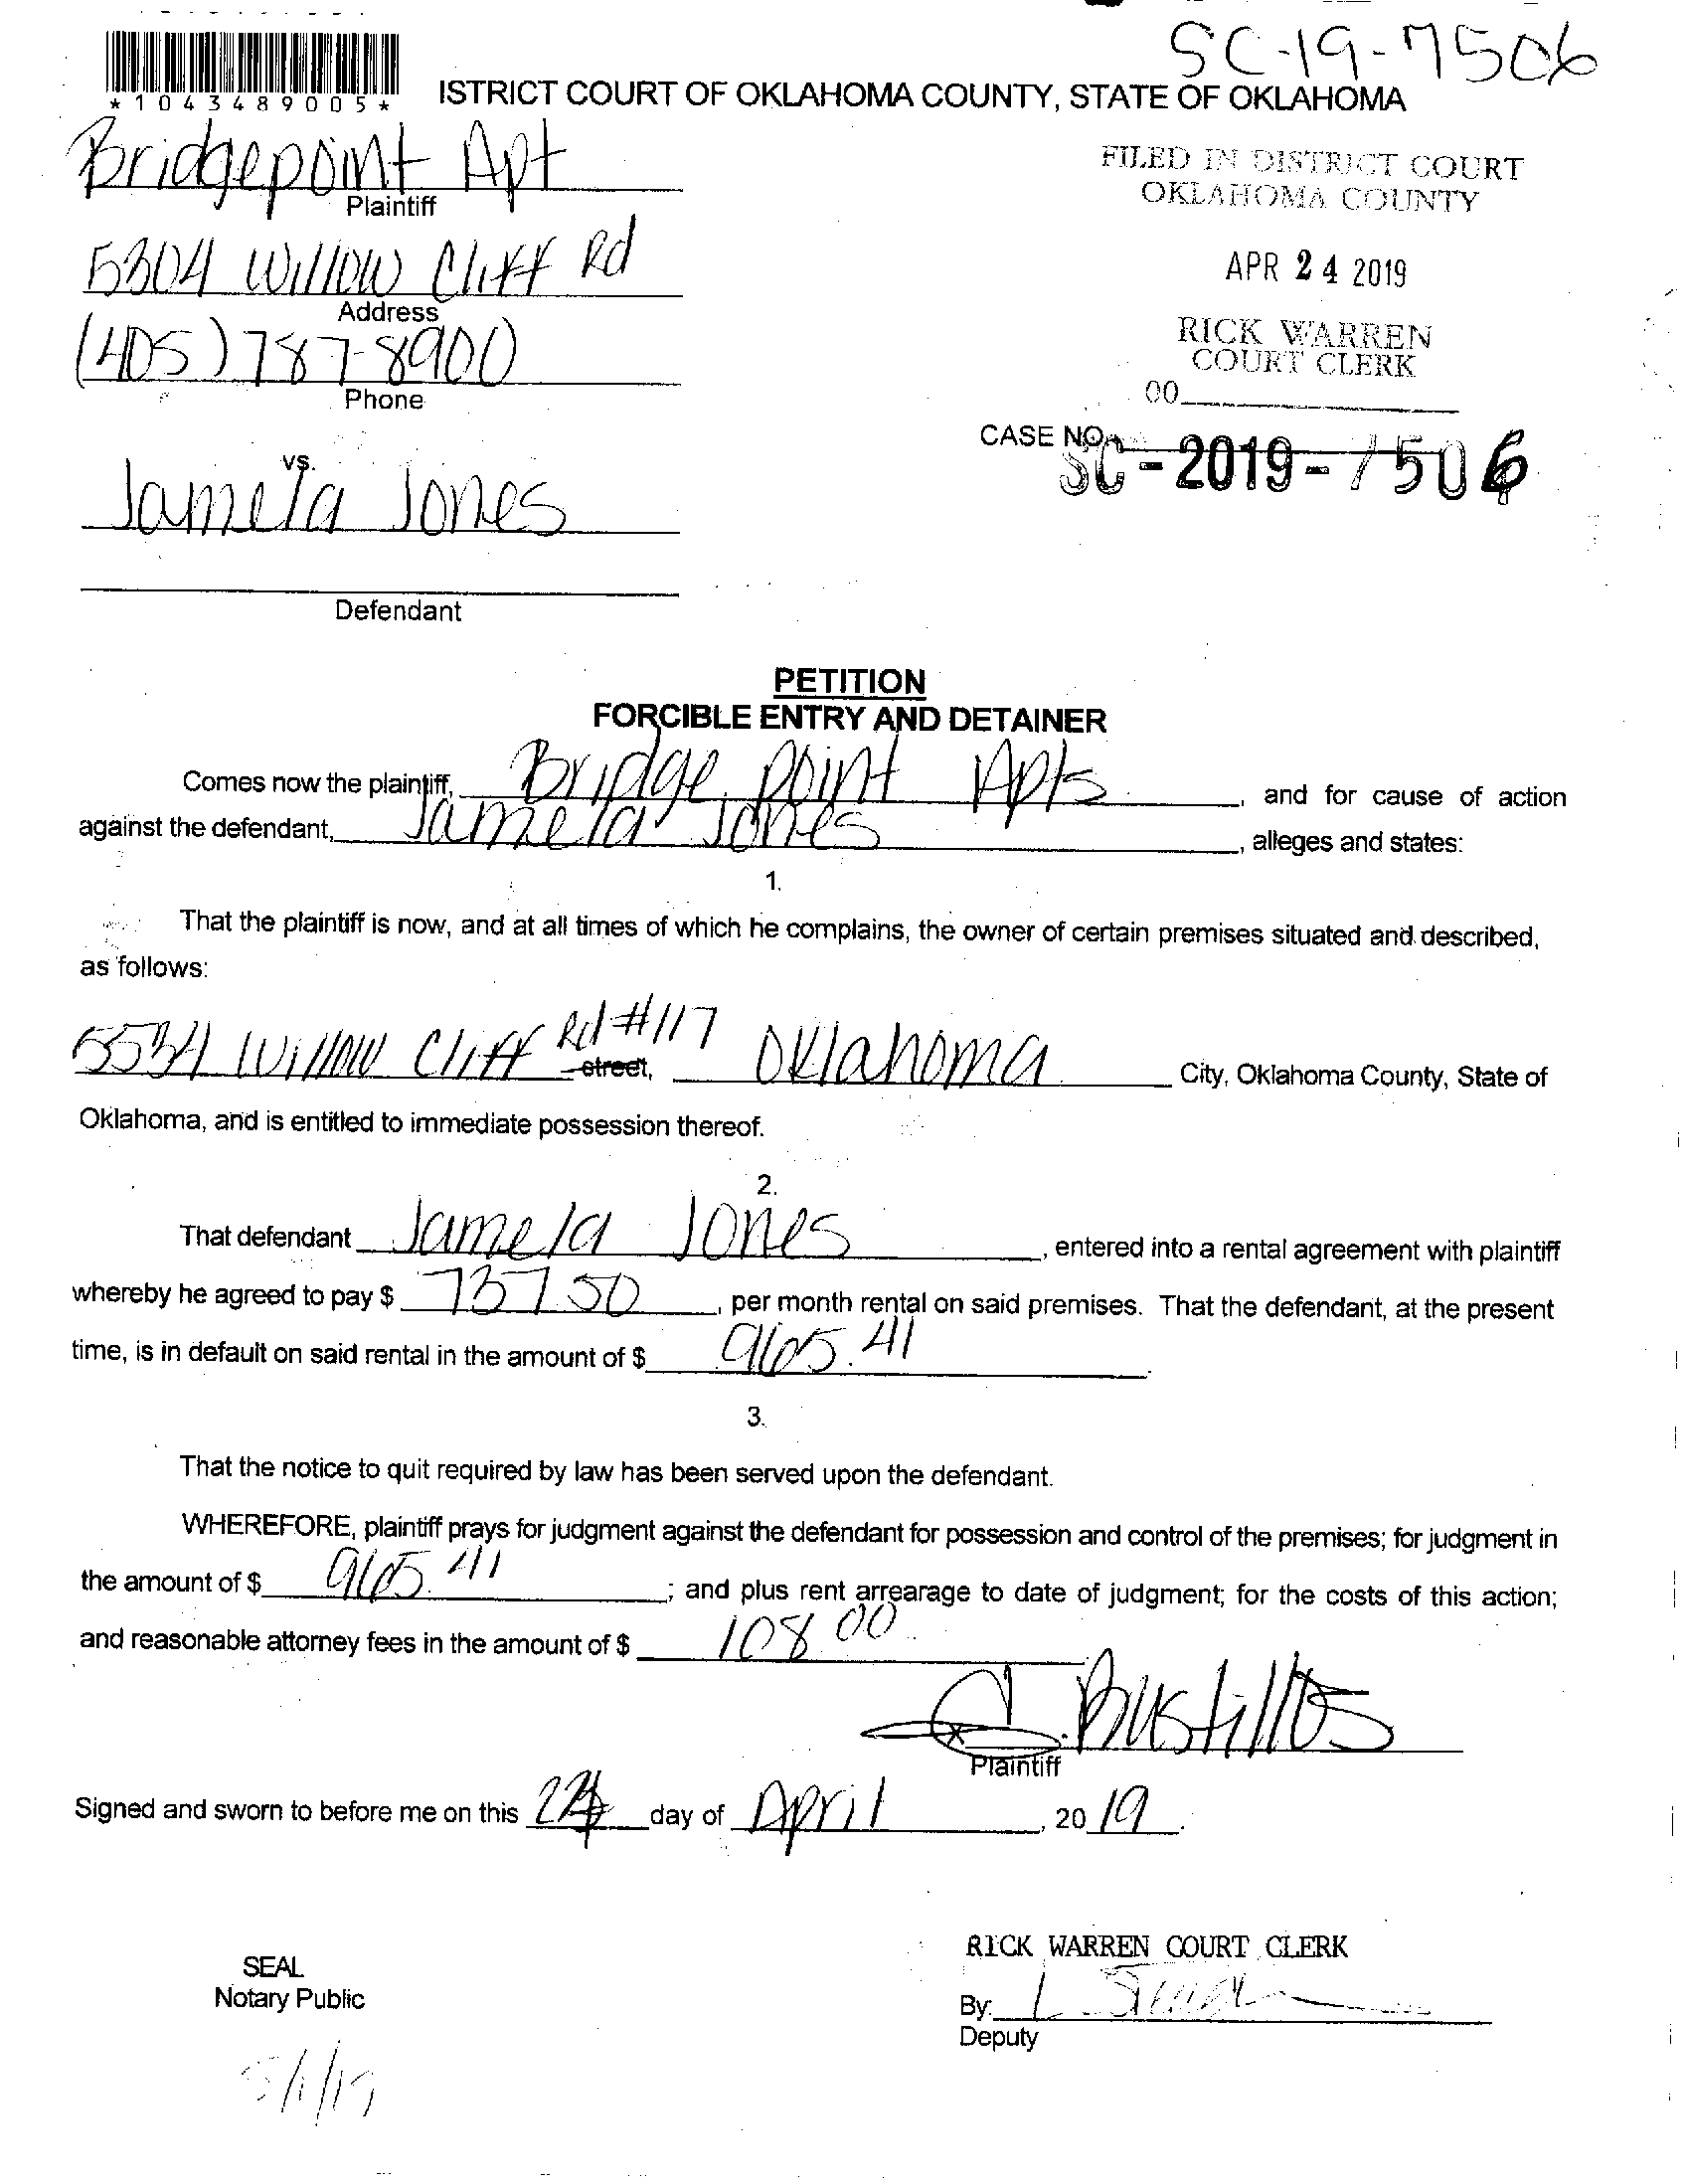 SC-19-7506
*1043489005*
ISTRICT COURT OF OKLAHOMA COUNTY, STATE OF OKLAHOMA
Bridgepoint Apt
Plaintiff
FILED IN DISTRICT COURT
OKLAHOMA COUNTY
5304 Willow Cliff Rd
Address
APR 24 2019
(405) 787-8900
Phone
RICK WARREN
COURT CLERK
00
CASE NO.
SC-2019-7506
vs.
Jamela Jones
Defendant
PETITION
FORCIBLE ENTRY AND DETAINER
Comes now the plaintiff, Bridge point Apts, and for cause of action
against the defendant, Jamela Jones, alleges and states:
1.
That the plaintiff is now, and at all times of which he complains, the owner of certain premises situated and described,
as follows:
5534 Willow Cliff Rd #117 street, Oklahoma City, Oklahoma County, State of
Oklahoma, and is entitled to immediate possession thereof.
2.
That defendant Jamela Jones, entered into a rental agreement with plaintiff
whereby he agreed to pay $ 737.50, per month rental on said premises. That the defendant, at the present
time, is in default on said rental in the amount of $ 965.41.
3.
That the notice to quit required by law has been served upon the defendant.
WHEREFORE, plaintiff prays for judgment against the defendant for possession and control of the premises; for judgment in
the amount of $ 965.41; and plus rent arrearage to date of judgment; for the costs of this action;
and reasonable attorney fees in the amount of $ 108.00
Bustillos
Plaintiff
Signed and sworn to before me on this 24 day of April, 2019.
RICK WARREN COURT CLERK
SEAL
Notary Public
By:
Deputy
5/1/19